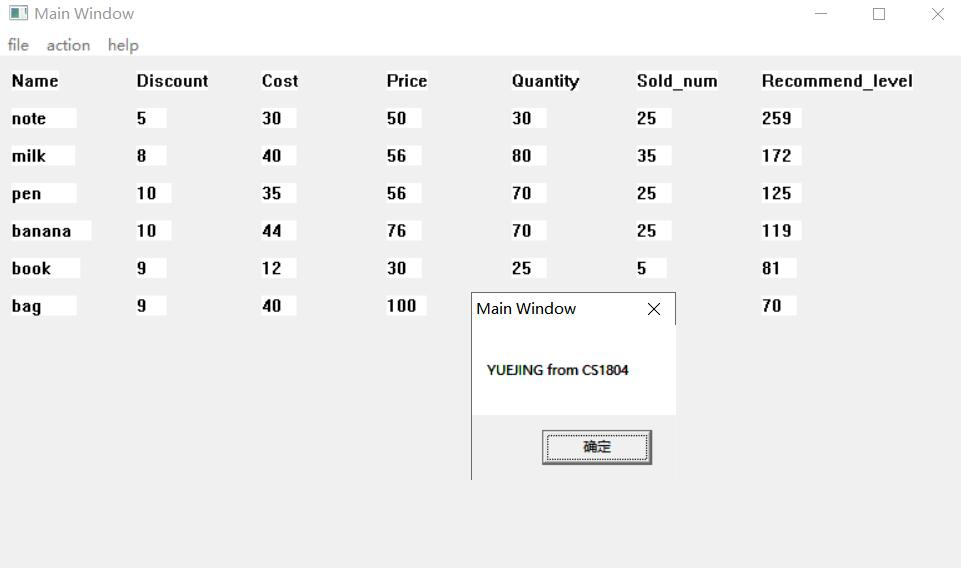 Main Window
file action help
Name Discount Cost Price Quantity Sold_num Recommend_level
note 5 30 50 30 25 259
milk 8 40 56 80 35 172
pen 10 35 56 70 25 125
banana 10 44 76 70 25 119
book 9 12 30 25 5 81
bag 9 40 100 70
Main Window
YUEJING from CS1804
确定